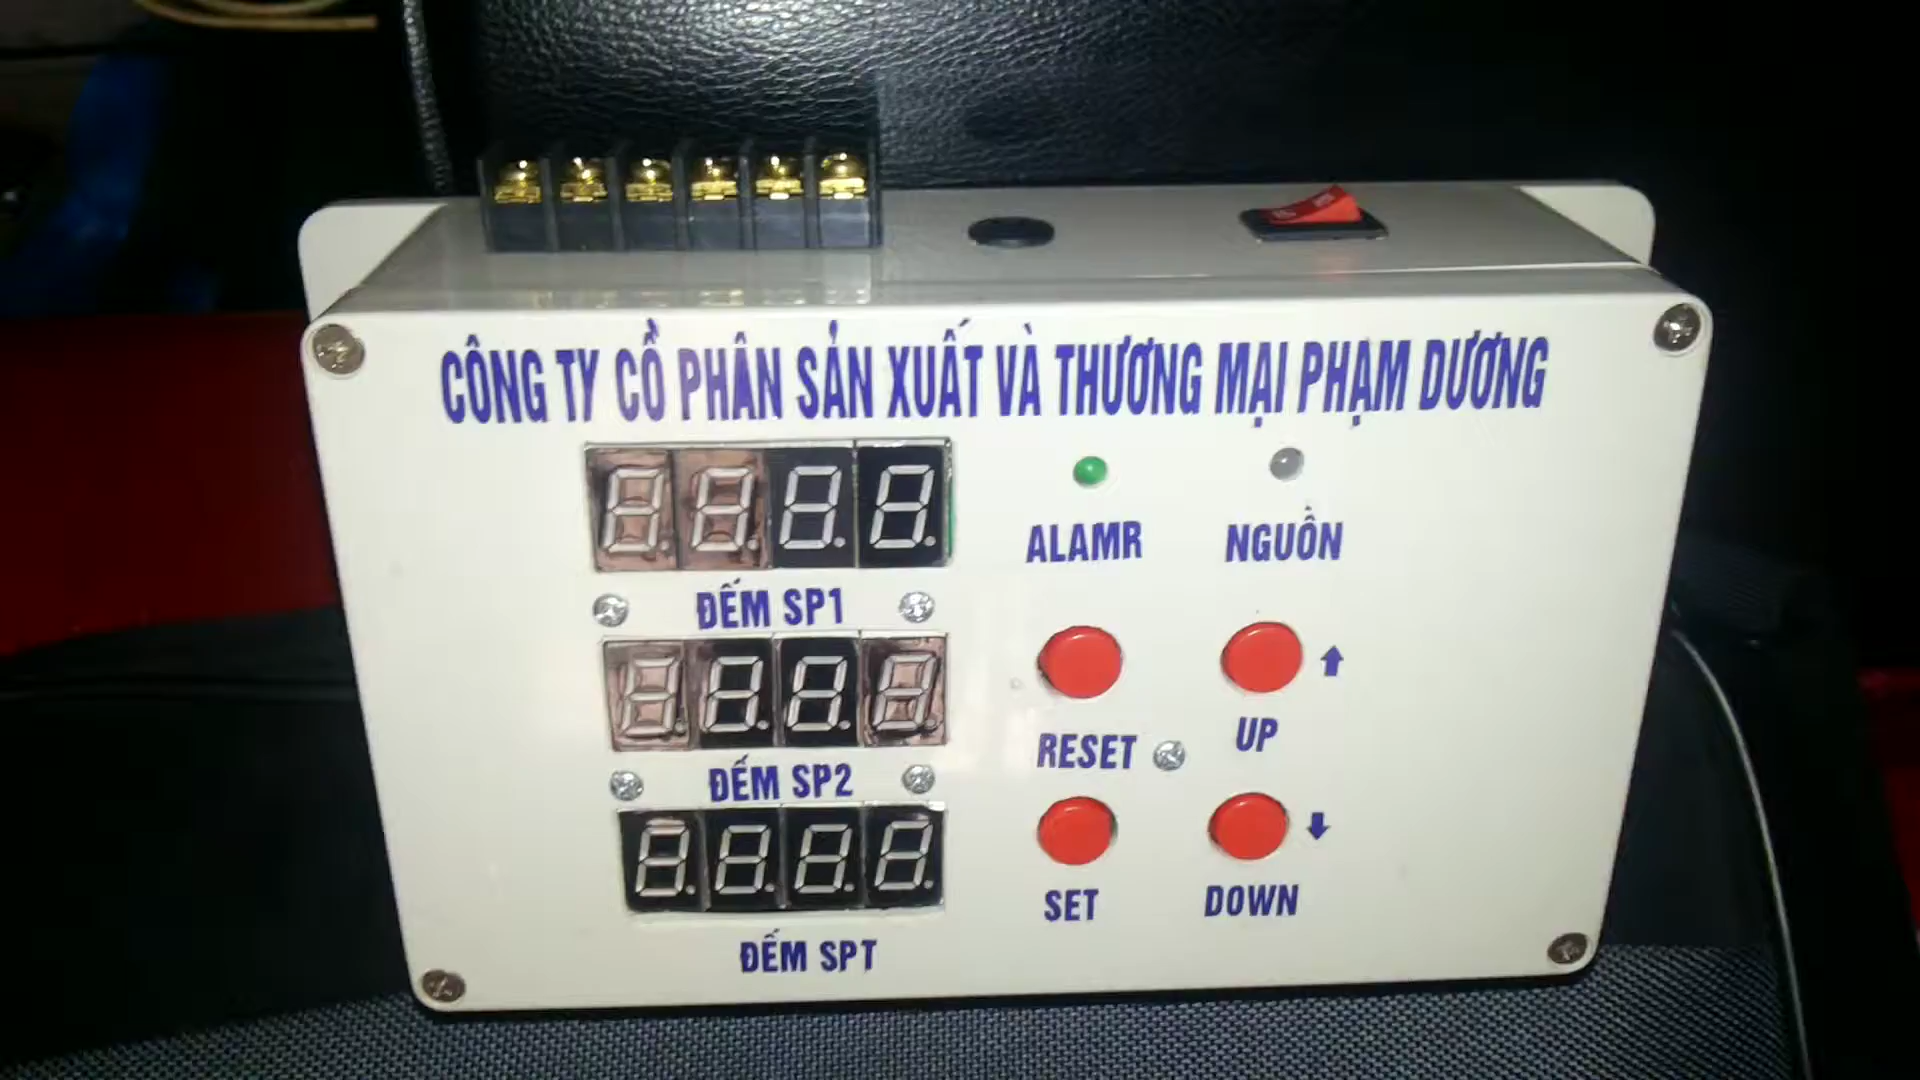 CÔNG TY CỔ PHÂN SẢN XUẤT VÀ THƯƠNG MẠI PHẠM DƯƠNG
ALAMR
NGUỒN
ĐẾM SP1
RESET
UP
ĐẾM SP2
SET
DOWN
ĐẾM SPT